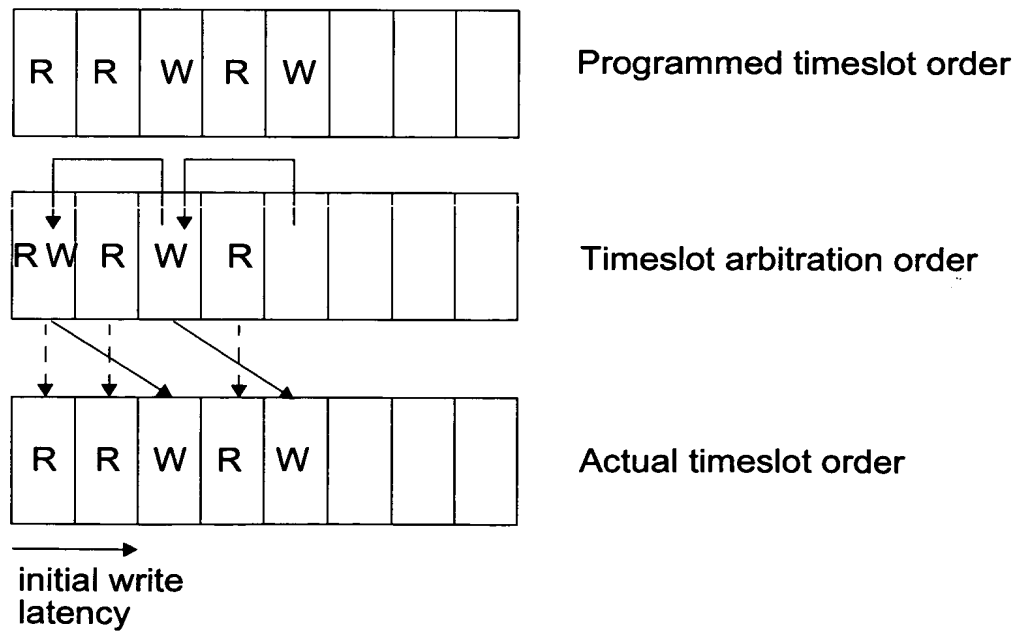 R R W R W
Programmed timeslot order
R W R W R
Timeslot arbitration order
R R W R W
Actual timeslot order
initial write
latency